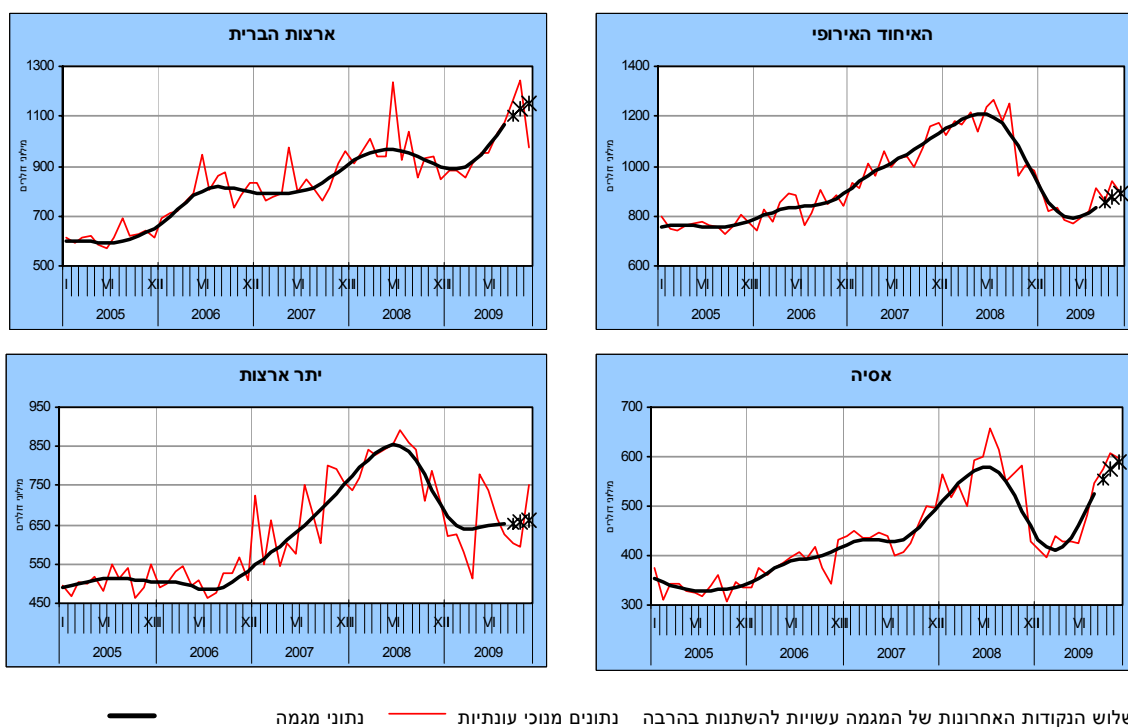 ארצות הברית
מילוני דולרים
1300
1100
900
700
500
I VI XII VI XII VI XII VI XII VI
2005 2006 2007 2008 2009
האיחוד האירופי
מילוני דולרים
1400
1200
1000
800
600
I VI XII VI XII VI XII VI XII VI
2005 2006 2007 2008 2009
יתר ארצות
מילוני דולרים
950
850
750
650
550
450
I VI XII VI XII VI XII VI XII VI
2005 2006 2007 2008 2009
אסיה
מילוני דולרים
700
600
500
400
300
I VI XII VI XII VI XII VI XII VI
2005 2006 2007 2008 2009
שלוש הנקודות האחרונות של המגמה עשויות להשתנות בהרבה נתונים מנוכי עונתיות נתוני מגמה